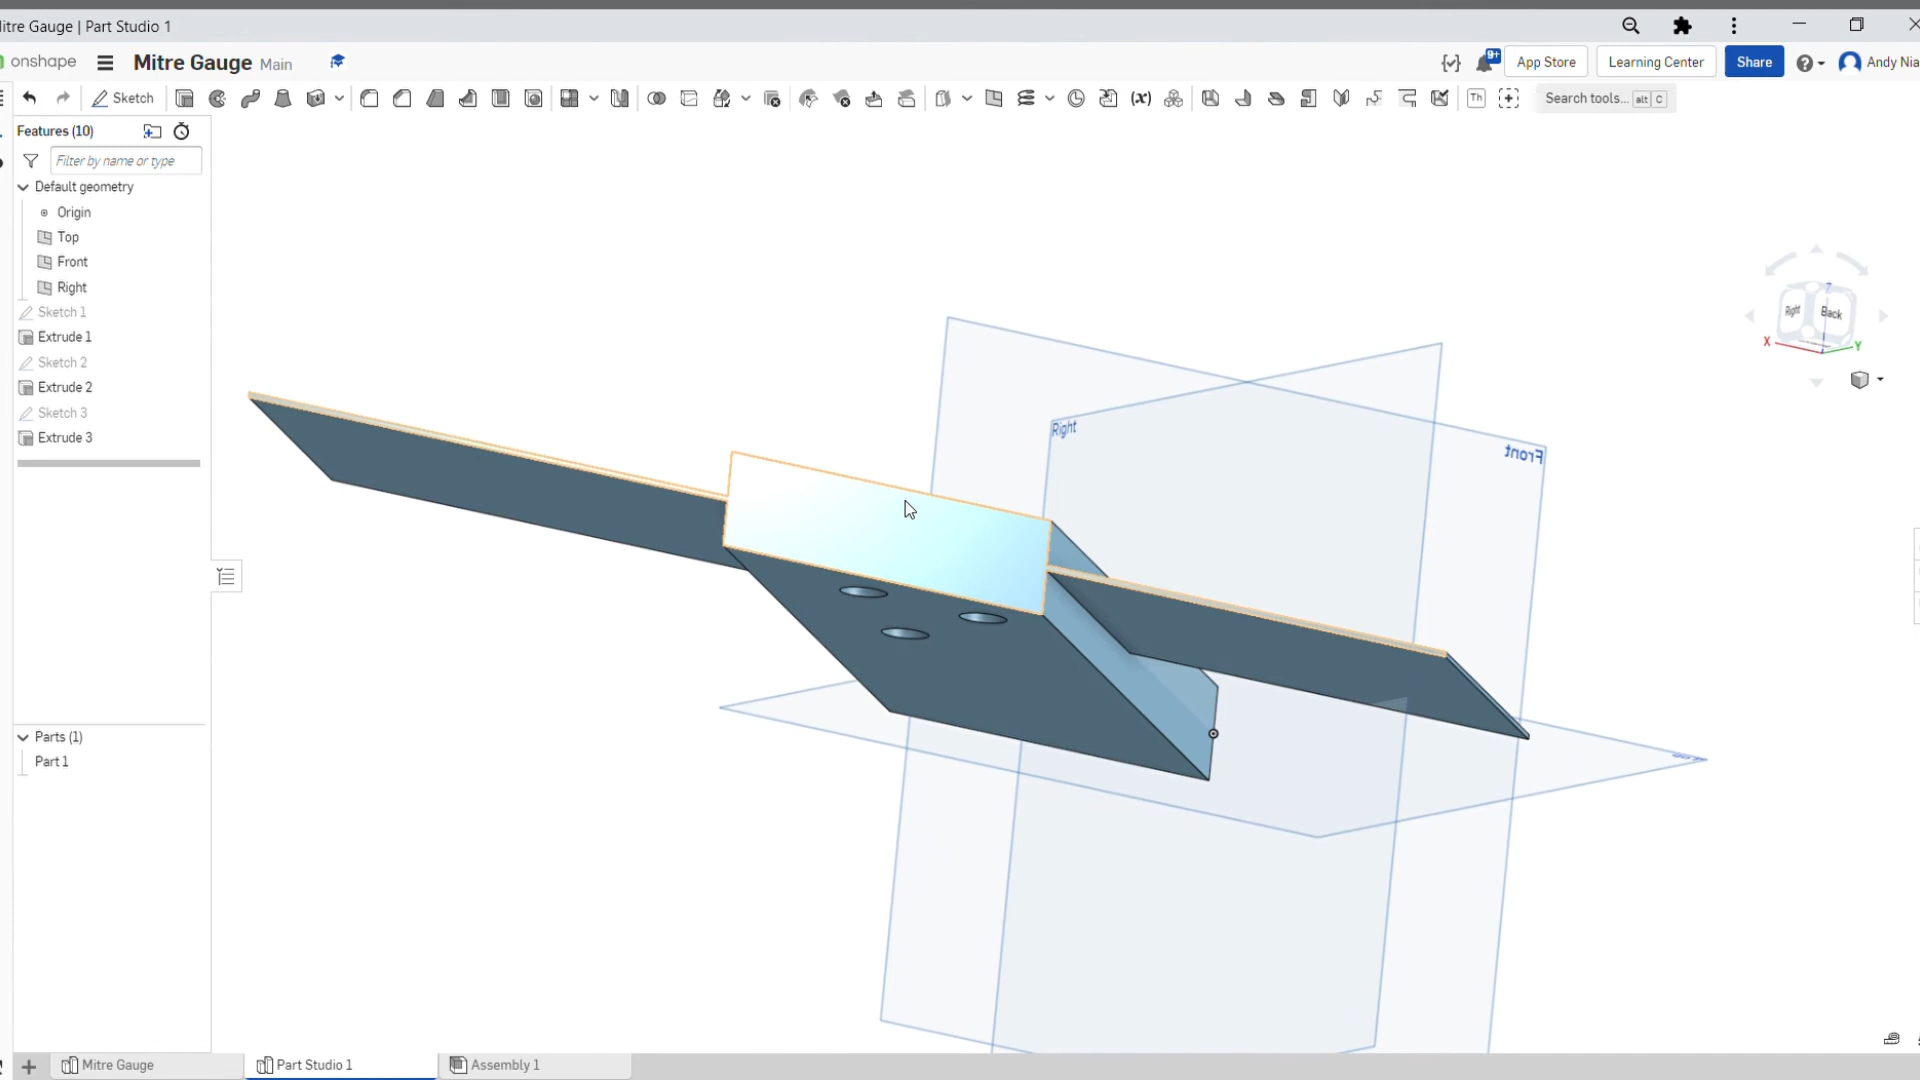 itre Gauge | Part Studio 1
onshape Mitre Gauge Main 9+ App Store Learning Center Share Andy Nia
Sketch (x) Th Search tools... alt C
Features (10)
Filter by name or type
Default geometry
Origin
Top
Front
Right
Sketch 1
Extrude 1
Sketch 2
Extrude 2
Sketch 3
Extrude 3
Right
Front
Z
Right Back
X Y
Parts (1)
Part 1
Mitre Gauge Part Studio 1 Assembly 1